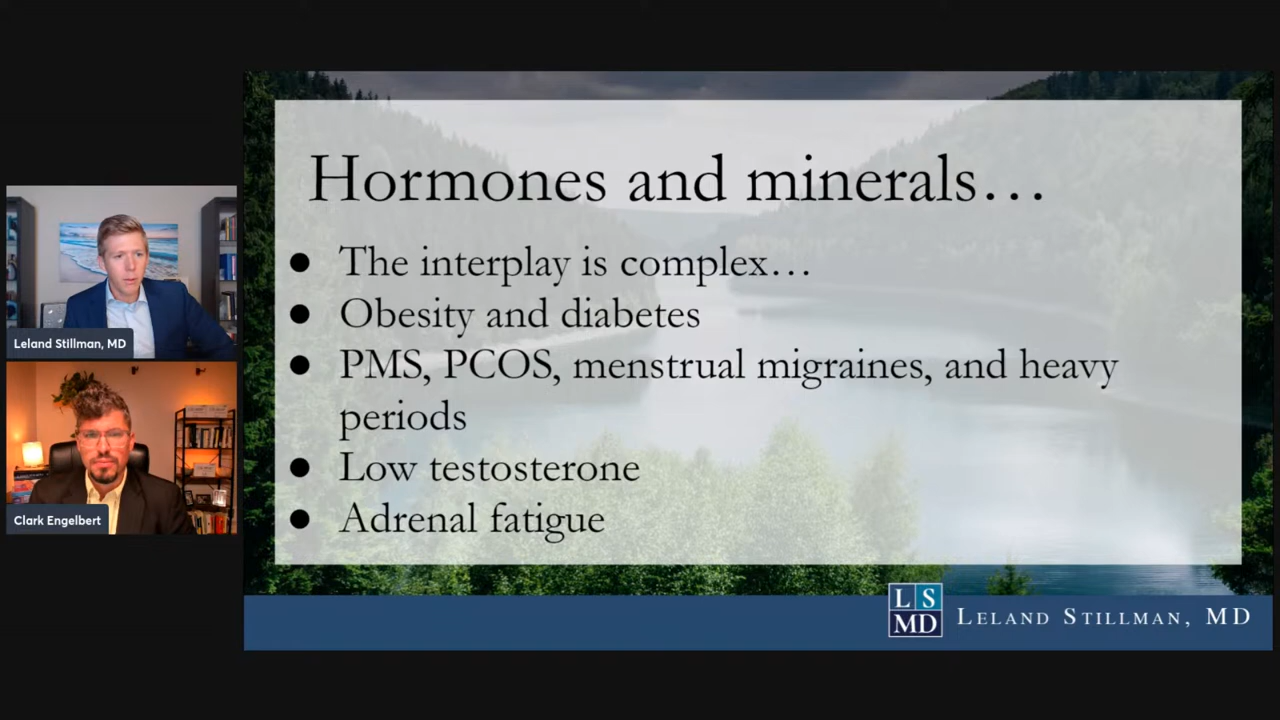 Hormones and minerals…
● The interplay is complex…
● Obesity and diabetes
● PMS, PCOS, menstrual migraines, and heavy
periods
● Low testosterone
● Adrenal fatigue
Leland Stillman, MD
Clark Engelbert
L S
MD
Leland Stillman, MD